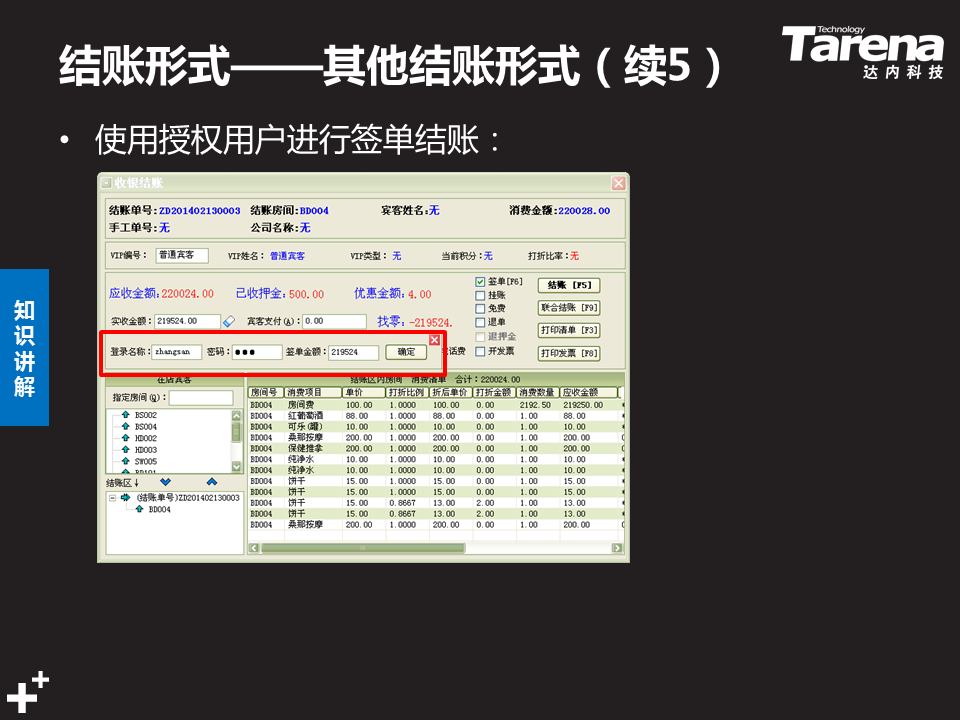 结账形式——其他结账形式（续5）
Technology
Tarena
达内科技
• 使用授权用户进行签单结账：
知识讲解
收银结账
结账单号:ZD201402130003 结账房间:BD004 宾客姓名:无 消费金额:220028.00
手工单号:无 公司名称:无
VIP编号: 普通宾客 VIP姓名: 普通宾客 VIP类型: 无 当前积分:无 打折比率:无
应收金额:220024.00 已收押金:500.00 优惠金额:4.00
签单[F6] 结账 [F5]
挂账
免费 联合结账 [F9]
实收金额: 219524.00 宾客支付(A): 0.00 找零:-219524.
退单 打印清单 [F3]
退押金
登录名称: zhangsan 密码: ●●● 签单金额: 219524 确定 话费 开发票 打印发票 [F8]
在店宾客 结账区内房间 消费清单 合计:220024.00
指定房间(Q):
BS002
BS004
HD002
HD003
SW005
BD101
结账区↓
(结账单号)ZD201402130003
BD004
房间号 消费项目 单价 打折比例 折后单价 打折金额 消费数量 应收金额
BD004 房间费 100.00 1.0000 100.00 0.00 2192.50 219250.00
BD004 红葡萄酒 88.00 1.0000 88.00 0.00 1.00 88.00
BD004 可乐(罐) 10.00 1.0000 10.00 0.00 1.00 10.00
BD004 桑那按摩 200.00 1.0000 200.00 0.00 1.00 200.00
BD004 保健推拿 200.00 1.0000 200.00 0.00 1.00 200.00
BD004 纯净水 10.00 1.0000 10.00 0.00 1.00 10.00
BD004 纯净水 10.00 1.0000 10.00 0.00 1.00 10.00
BD004 饼干 15.00 1.0000 15.00 0.00 1.00 15.00
BD004 饼干 15.00 1.0000 15.00 0.00 1.00 15.00
BD004 饼干 15.00 0.8667 13.00 2.00 1.00 13.00
BD004 饼干 15.00 0.8667 13.00 2.00 1.00 13.00
BD004 桑那按摩 200.00 1.0000 200.00 0.00 1.00 200.00